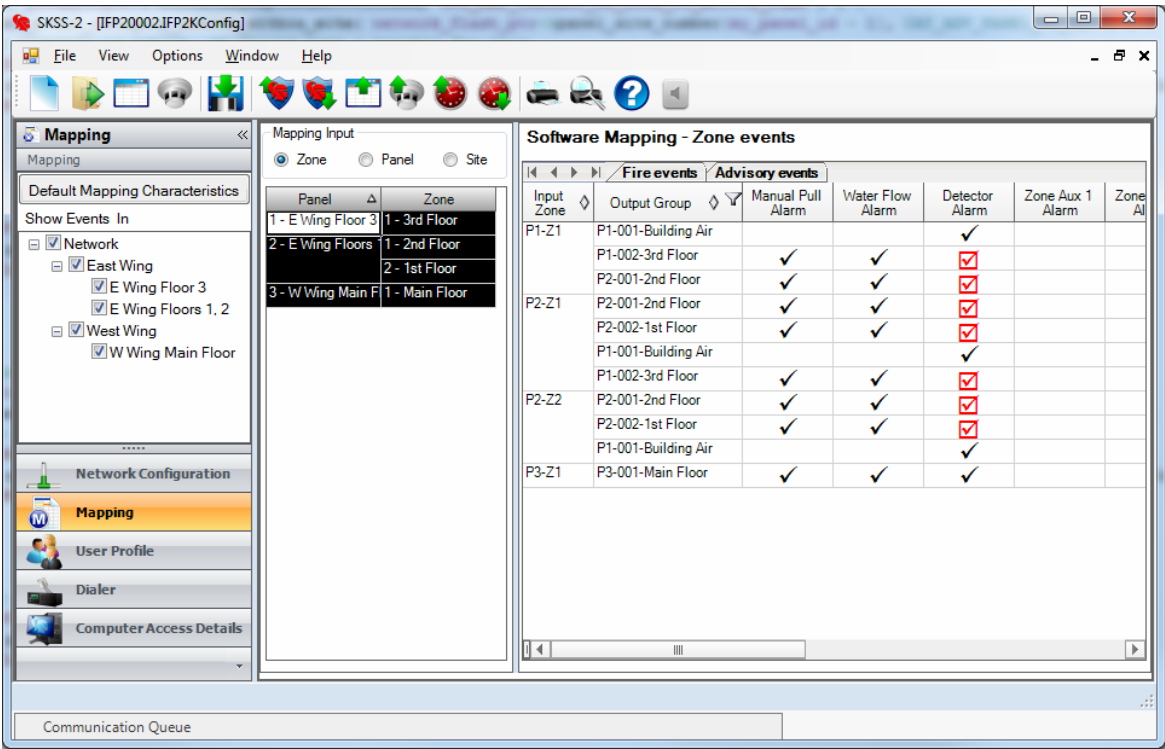 SKSS-2 - [IFP20002.IFP2KConfig]
File View Options Window Help
Mapping
Mapping
Default Mapping Characteristics
Show Events In
Network
East Wing
E Wing Floor 3
E Wing Floors 1, 2
West Wing
W Wing Main Floor
Network Configuration
Mapping
User Profile
Dialer
Computer Access Details
Mapping Input
Zone Panel Site
Panel Zone
1 - E Wing Floor 3 1 - 3rd Floor
2 - E Wing Floors 1 1 - 2nd Floor
2 - 1st Floor
3 - W Wing Main F 1 - Main Floor
Software Mapping - Zone events
Fire events Advisory events
Input Zone Output Group Manual Pull Alarm Water Flow Alarm Detector Alarm Zone Aux 1 Alarm Zone Al
P1-Z1 P1-001-Building Air
P1-002-3rd Floor
P2-001-2nd Floor
P2-Z1 P2-001-2nd Floor
P2-002-1st Floor
P1-001-Building Air
P1-002-3rd Floor
P2-Z2 P2-001-2nd Floor
P2-002-1st Floor
P1-001-Building Air
P3-Z1 P3-001-Main Floor
Communication Queue